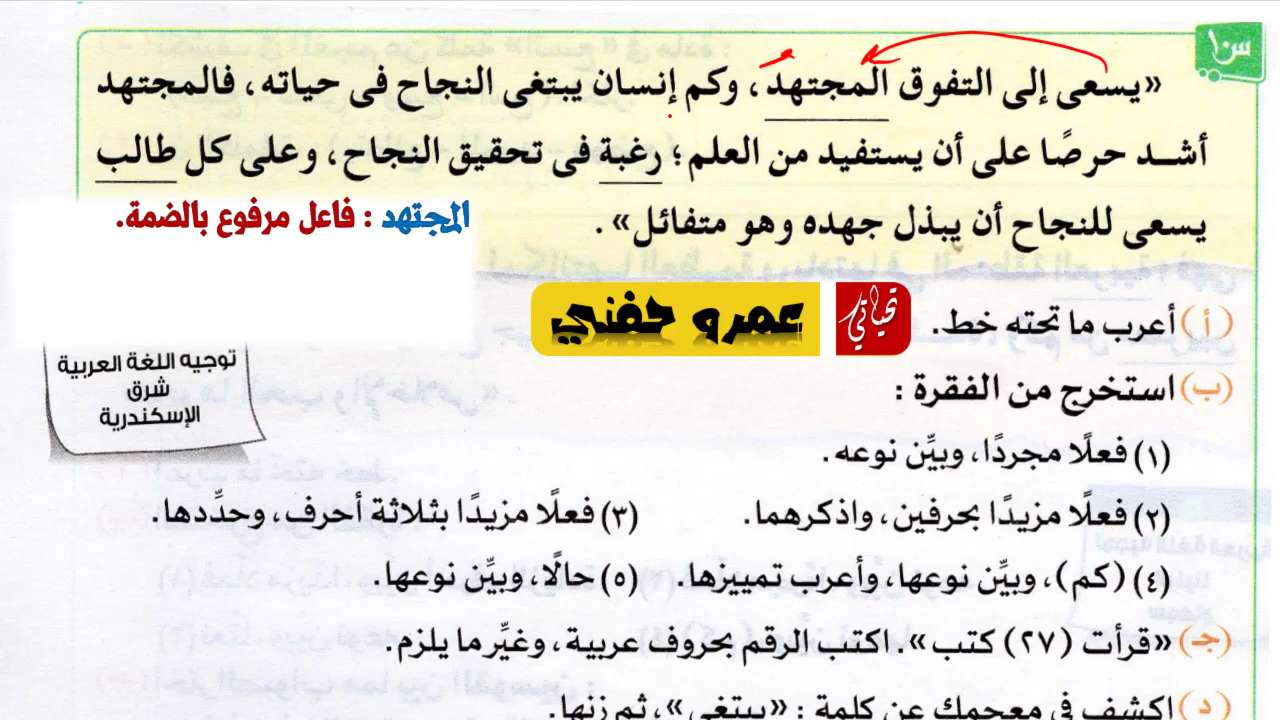 س١٠
«يسعى إلى التفوق المجتهد، وكم إنسان يبتغى النجاح فى حياته، فالمجتهد
أشـد حرصًا على أن يستفيد من العلم؛ رغبة فى تحقيق النجاح، وعلى كل طالب
يسعى للنجاح أن يبذل جهده وهو متفائل».
المجتهد : فاعل مرفوع بالضمة.
(أ) أعرب ما تحته خط.
تحياتي
عمرو حفني
توجيه اللغة العربية
شرق
الإسكندرية
(ب) استخرج من الفقرة :
(١) فعلًا مجردًا، وبيِّن نوعه.
(٢) فعلًا مزيدًا بحرفين، واذكرهما. (٣) فعلًا مزيدًا بثلاثة أحرف، وحدِّدها.
(٤) (كم)، وبيِّن نوعها، وأعرب تمييزها. (٥) حالًا، وبيِّن نوعها.
(جـ) «قرأت (٢٧) كتب». اكتب الرقم بحروف عربية، وغيِّر ما يلزم.
(د) اكشف فى معجمك عن كلمة : «يبتغى»، ثم زنها.